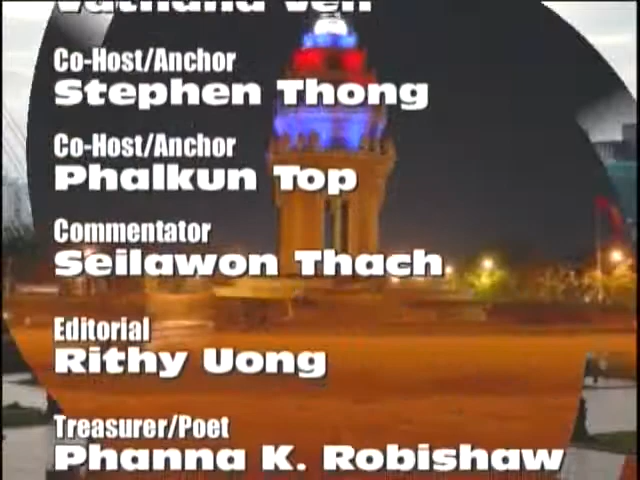 Co-Host/Anchor
Stephen Thong
Co-Host/Anchor
Phalkun Top
Commentator
Seilawon Thach
Editorial
Rithy Uong
Treasurer/Poet
Phanna K. Robishaw